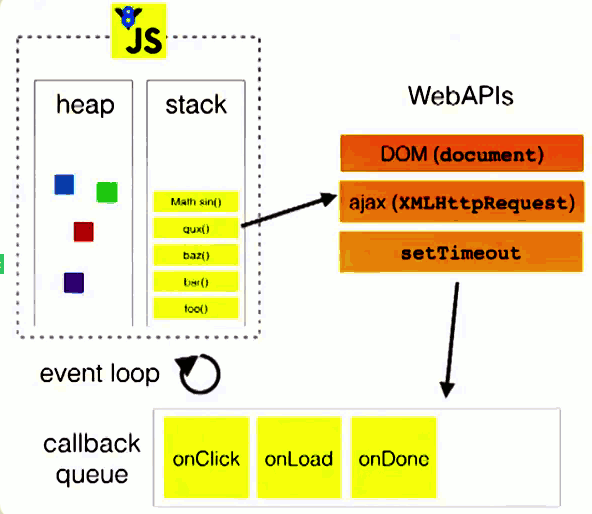 8
JS
heap
stack
WebAPIs
DOM (document)
Math sin()
ajax (XMLHttpRequest)
qux()
baz()
setTimeout
bar()
foo()
event loop
callback
queue
onClick
onLoad
onDone